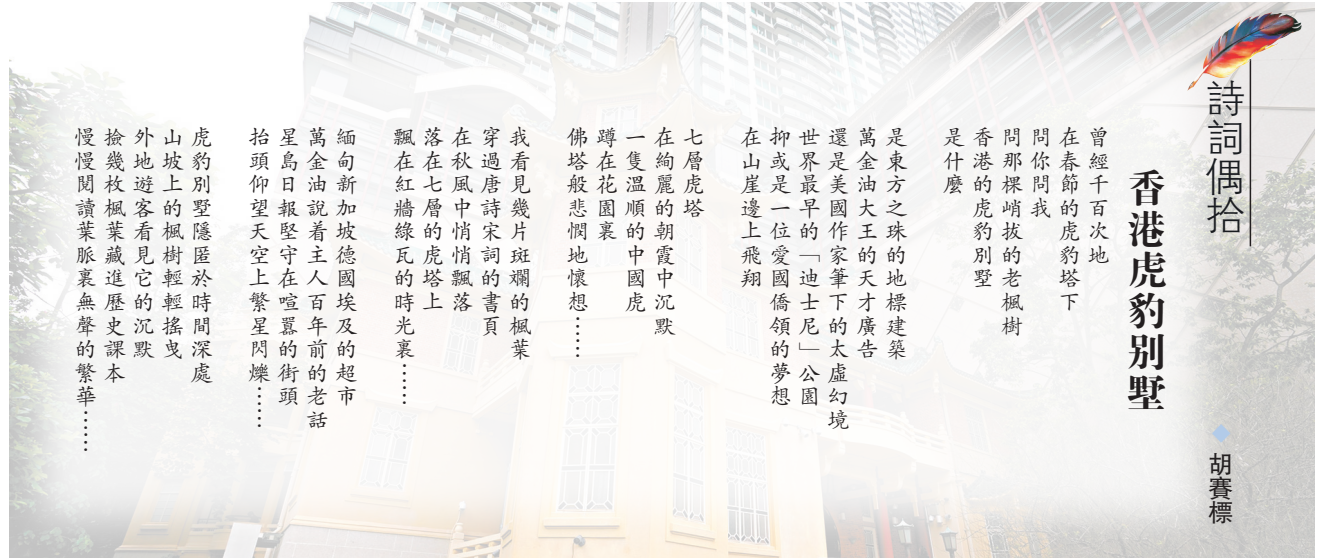 詩詞偶拾
香港虎豹別墅
胡賽標
曾經千百次地
在春節的虎豹塔下
問你問我
問那棵峭拔的老楓樹
香港的虎豹別墅
是什麼
是東方之珠的地標建築
萬金油大王的天才廣告
還是美國作家筆下的太虛幻境
世界最早的「迪士尼」公園
抑或是一位愛國僑領的夢想
在山崖邊上飛翔
七層虎塔
在絢麗的朝霞中沉默
一隻溫順的中國虎
蹲在花園裏
佛塔般悲憫地懷想……
我看見幾片斑斕的楓葉
穿過唐詩宋詞的書頁
在秋風中悄悄飄落
落在七層的虎塔上
飄在紅牆綠瓦的時光裏……
緬甸新加坡德國埃及的超市
萬金油說着主人百年前的老話
星島日報堅守在喧囂的街頭
抬頭仰望天空上繁星閃爍……
虎豹別墅隱匿於時間深處
山坡上的楓樹輕輕搖曳
外地遊客看見它的沉默
撿幾枚楓葉藏進歷史課本
慢慢閱讀葉脈裏無聲的繁華……